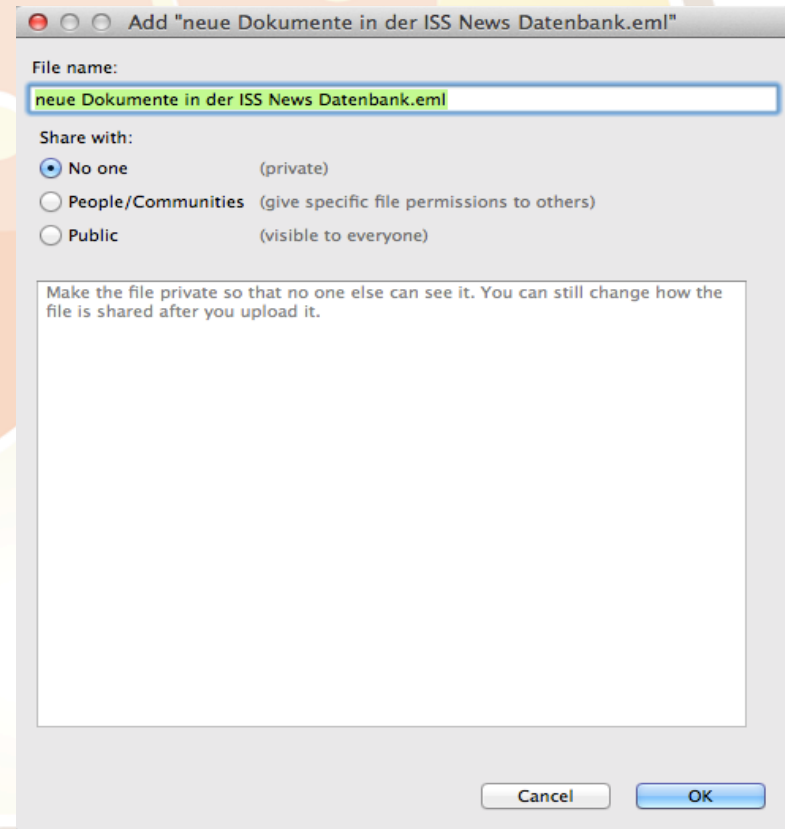 Add "neue Dokumente in der ISS News Datenbank.eml"
File name:
neue Dokumente in der ISS News Datenbank.eml
Share with:
No one (private)
People/Communities (give specific file permissions to others)
Public (visible to everyone)
Make the file private so that no one else can see it. You can still change how the
file is shared after you upload it.
Cancel OK